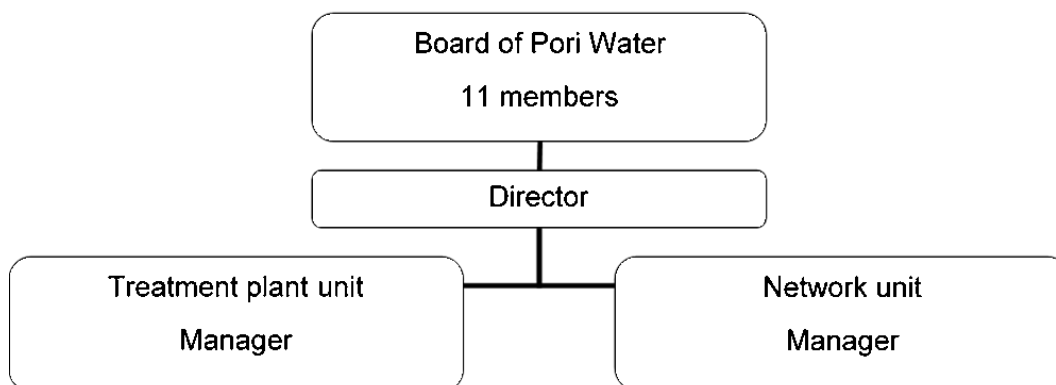 Board of Pori Water
11 members
Director
Treatment plant unit
Manager
Network unit
Manager